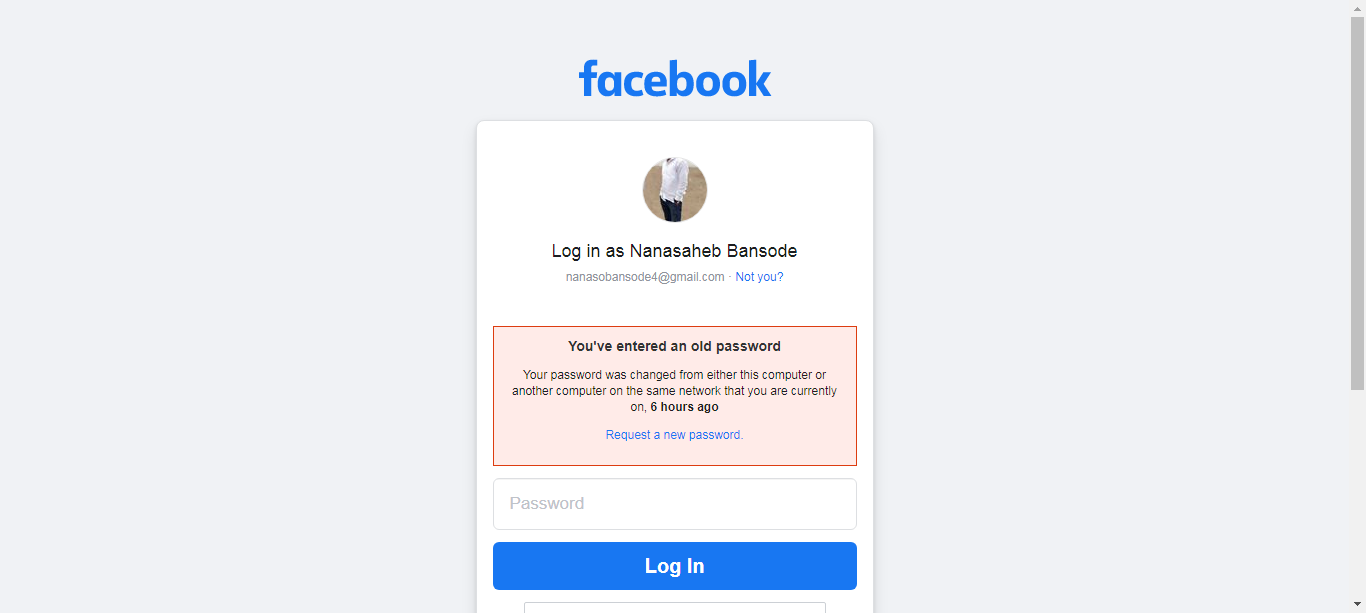 facebook
Log in as Nanasaheb Bansode
nanasobansode4@gmail.com · Not you?
You've entered an old password
Your password was changed from either this computer or
another computer on the same network that you are currently
on, 6 hours ago
Request a new password.
Password
Log In